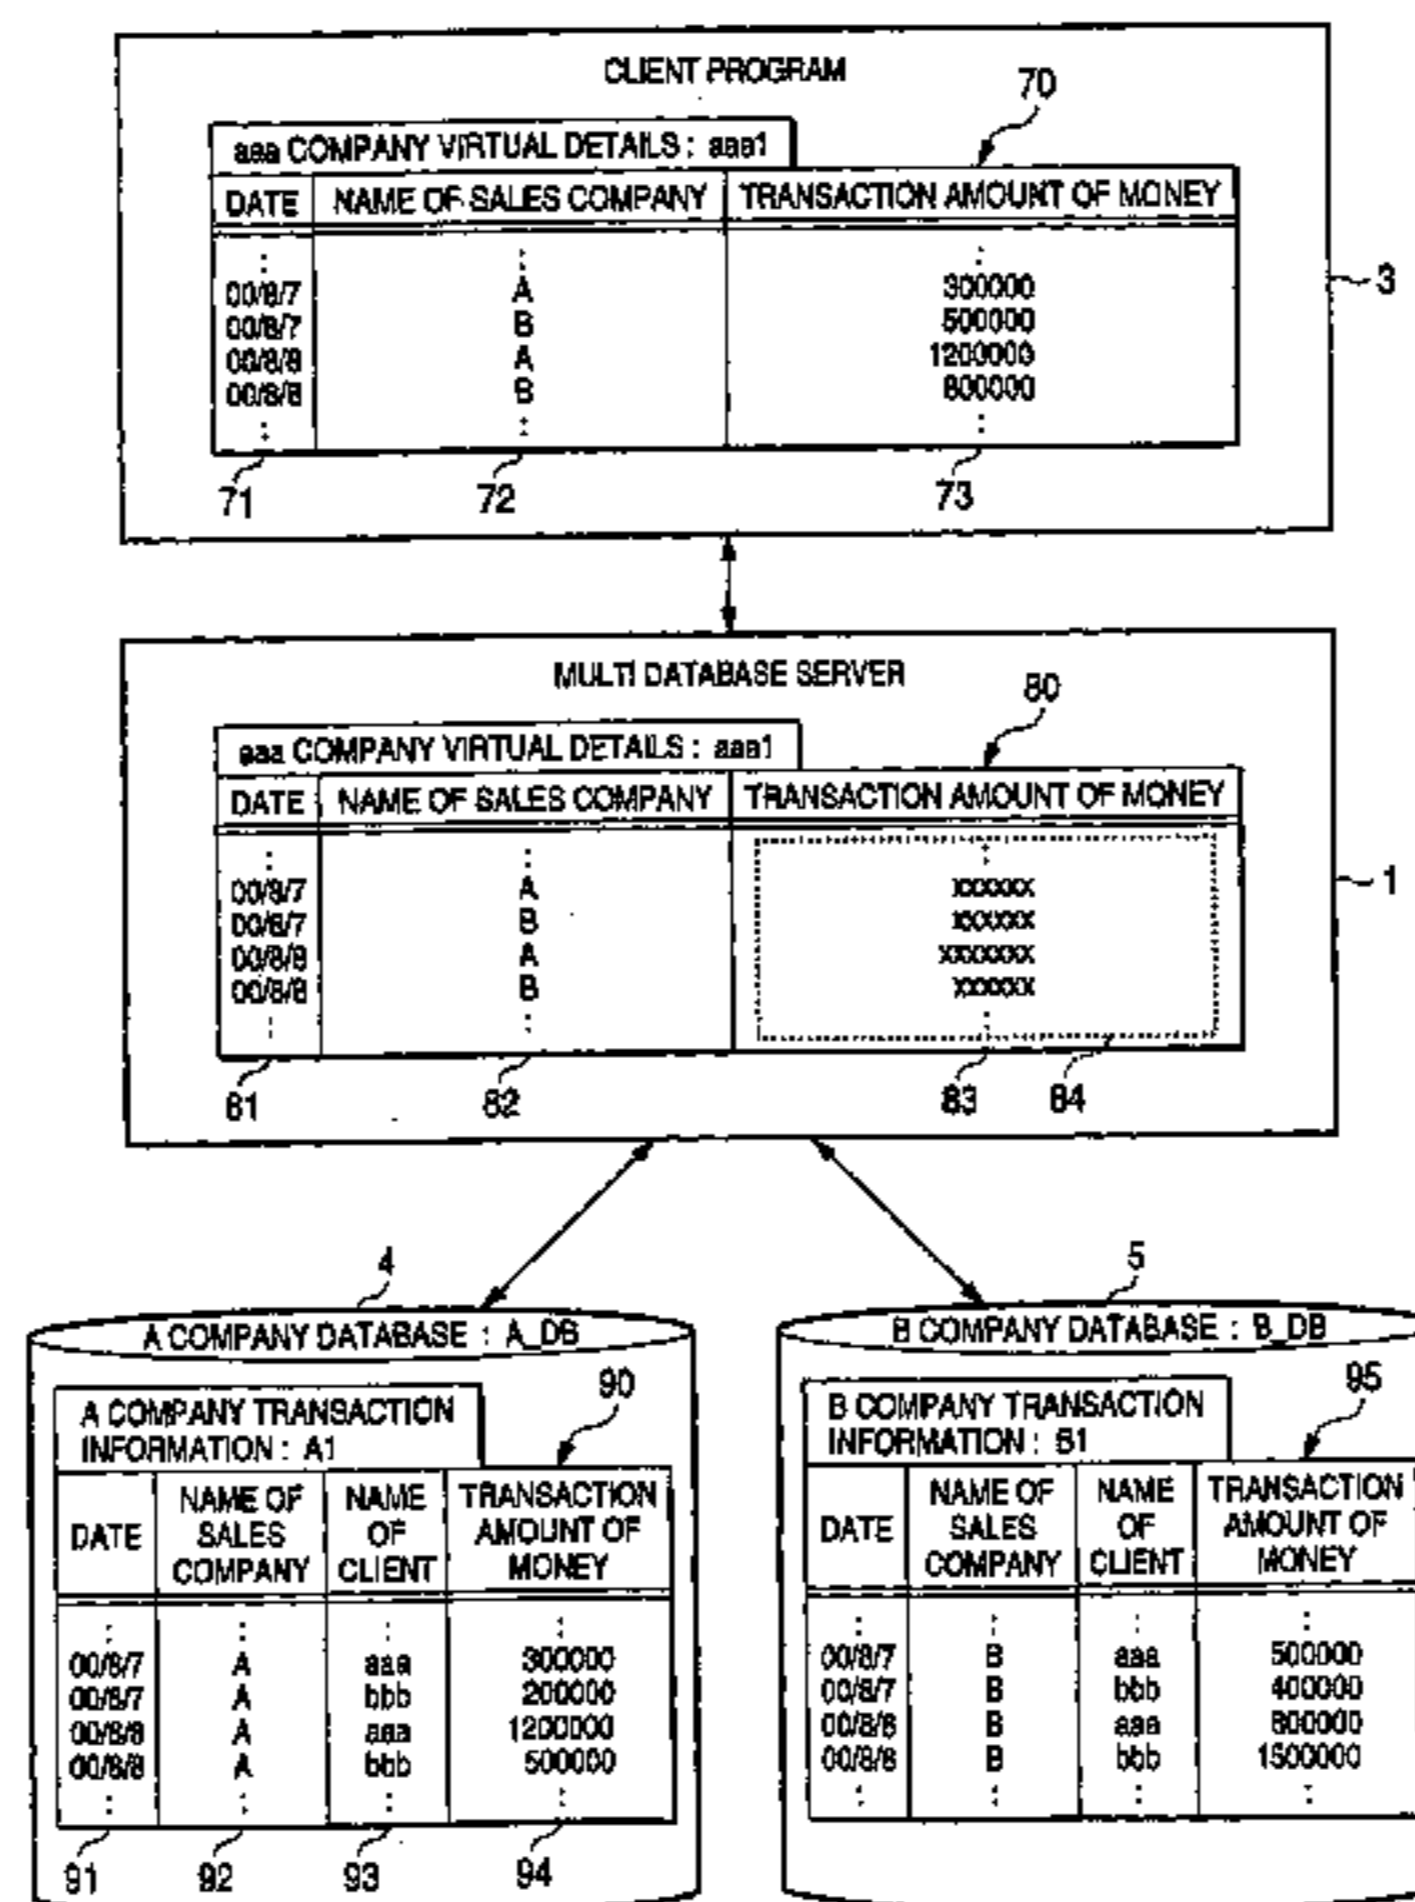 CLIENT PROGRAM
70
aaa COMPANY VIRTUAL DETAILS : aaa1
DATE NAME OF SALES COMPANY TRANSACTION AMOUNT OF MONEY
: : :
00/8/7 A 300000
00/8/7 B 500000
00/8/8 A 1200000
00/8/8 B 800000
: : :
3
71 72 73
MULTI DATABASE SERVER
80
aaa COMPANY VIRTUAL DETAILS : aaa1
DATE NAME OF SALES COMPANY TRANSACTION AMOUNT OF MONEY
: : :
00/8/7 A xxxxxx
00/8/7 B xxxxxx
00/8/8 A xxxxxxx
00/8/8 B xxxxxx
: : :
1
81 82 83 84
4
A COMPANY DATABASE : A_DB
90
A COMPANY TRANSACTION
INFORMATION : A1
DATE NAME OF SALES COMPANY NAME OF CLIENT TRANSACTION AMOUNT OF MONEY
: : : :
00/8/7 A aaa 300000
00/8/7 A bbb 200000
00/8/8 A aaa 1200000
00/8/8 A bbb 500000
: : : :
91 92 93 94
5
B COMPANY DATABASE : B_DB
95
B COMPANY TRANSACTION
INFORMATION : B1
DATE NAME OF SALES COMPANY NAME OF CLIENT TRANSACTION AMOUNT OF MONEY
: : : :
00/8/7 B aaa 500000
00/8/7 B bbb 400000
00/8/8 B aaa 800000
00/8/8 B bbb 1500000
: : : :